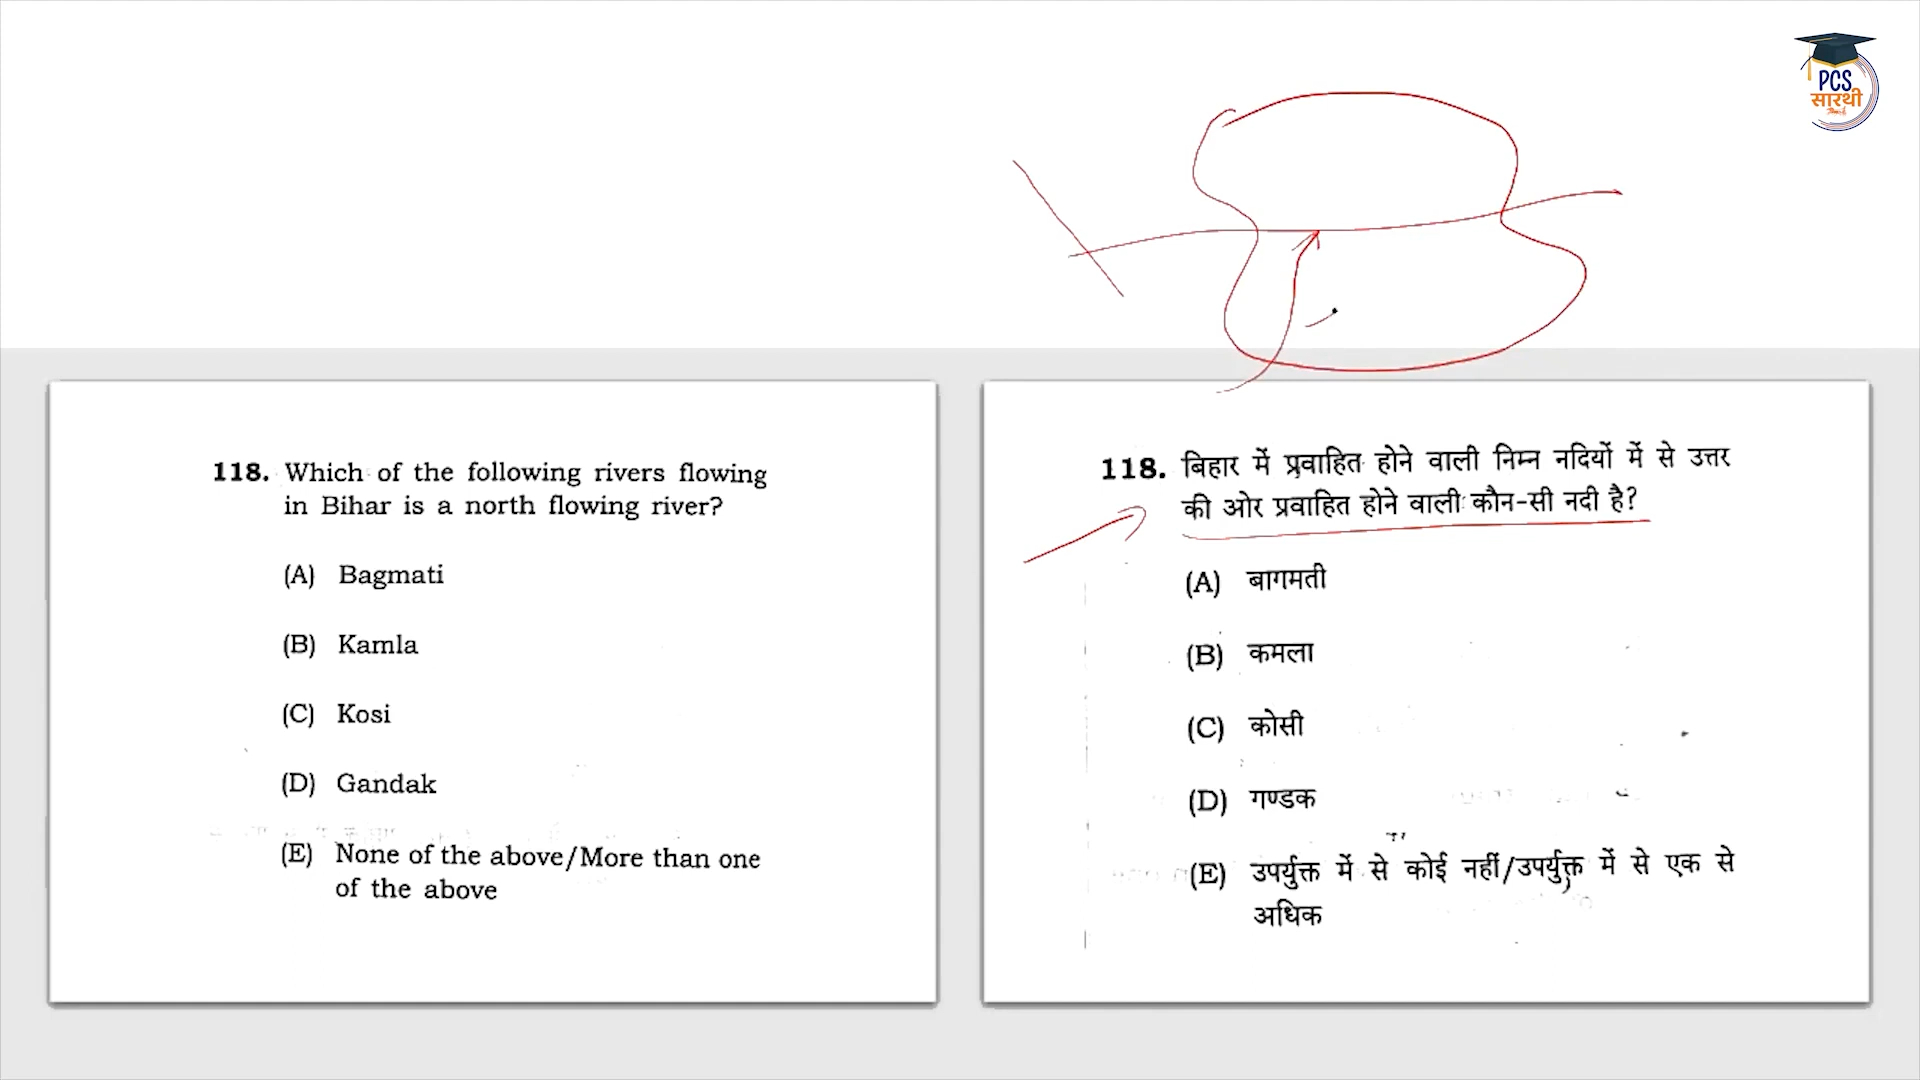 PCS
सारथी
118. Which of the following rivers flowing
in Bihar is a north flowing river?
(A) Bagmati
(B) Kamla
(C) Kosi
(D) Gandak
(E) None of the above/More than one
of the above
118. बिहार में प्रवाहित होने वाली निम्न नदियों में से उत्तर
की ओर प्रवाहित होने वाली कौन-सी नदी है?
(A) बागमती
(B) कमला
(C) कोसी
(D) गण्डक
(E) उपर्युक्त में से कोई नहीं/उपर्युक्त में से एक से
अधिक